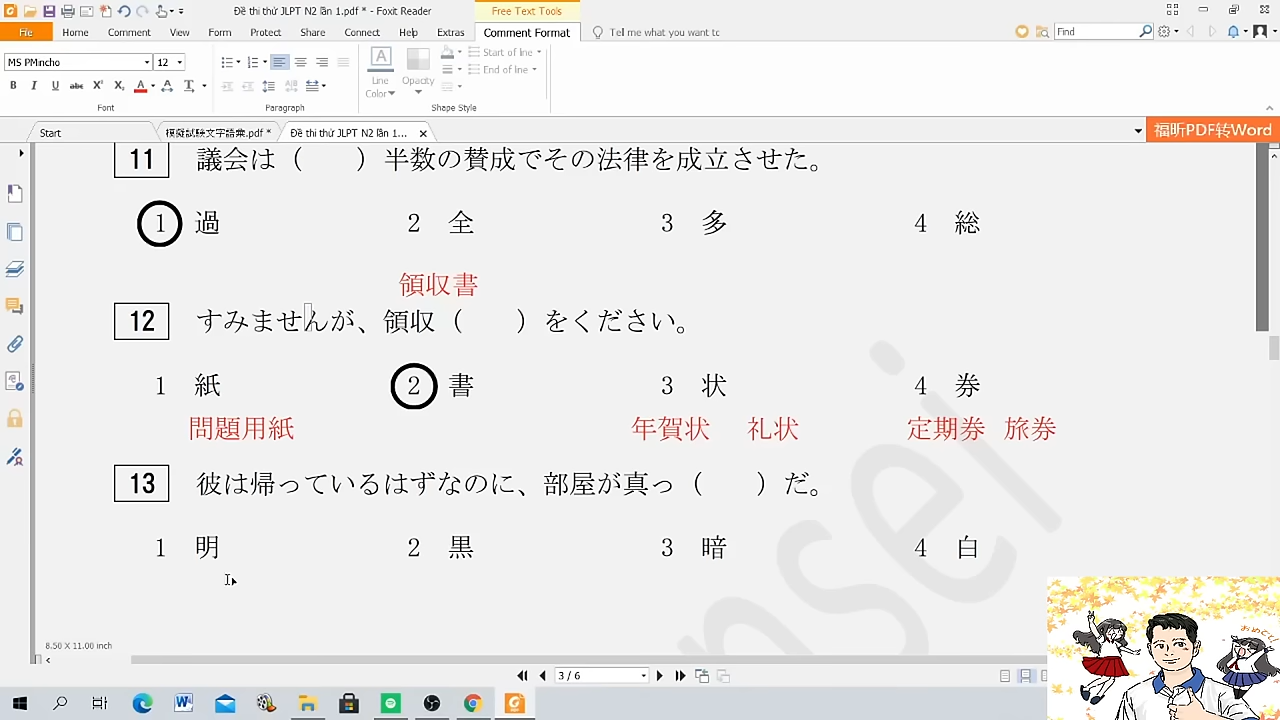 Đề thi thử JLPT N2 lần 1.pdf * - Foxit Reader
Free Text Tools
File Home Comment View Form Protect Share Connect Help Extras Comment Format Tell me what you want to Find
MS PMincho 12
Start of line
End of line
Line Color
Opacity
Font
Paragraph
Shape Style
Start
模擬試験文字語彙.pdf *
Đề thi thử JLPT N2 lần 1...
福昕PDF转Word
11 議会は（　　）半数の賛成でその法律を成立させた。
1 過 2 全 3 多 4 総
領収書
12 すみませんが、領収（　　）をください。
1 紙 2 書 3 状 4 券
問題用紙 年賀状 礼状 定期券 旅券
13 彼は帰っているはずなのに、部屋が真っ（　　）だ。
1 明 2 黒 3 暗 4 白
nsei
8.50 X 11.00 inch
3 / 6